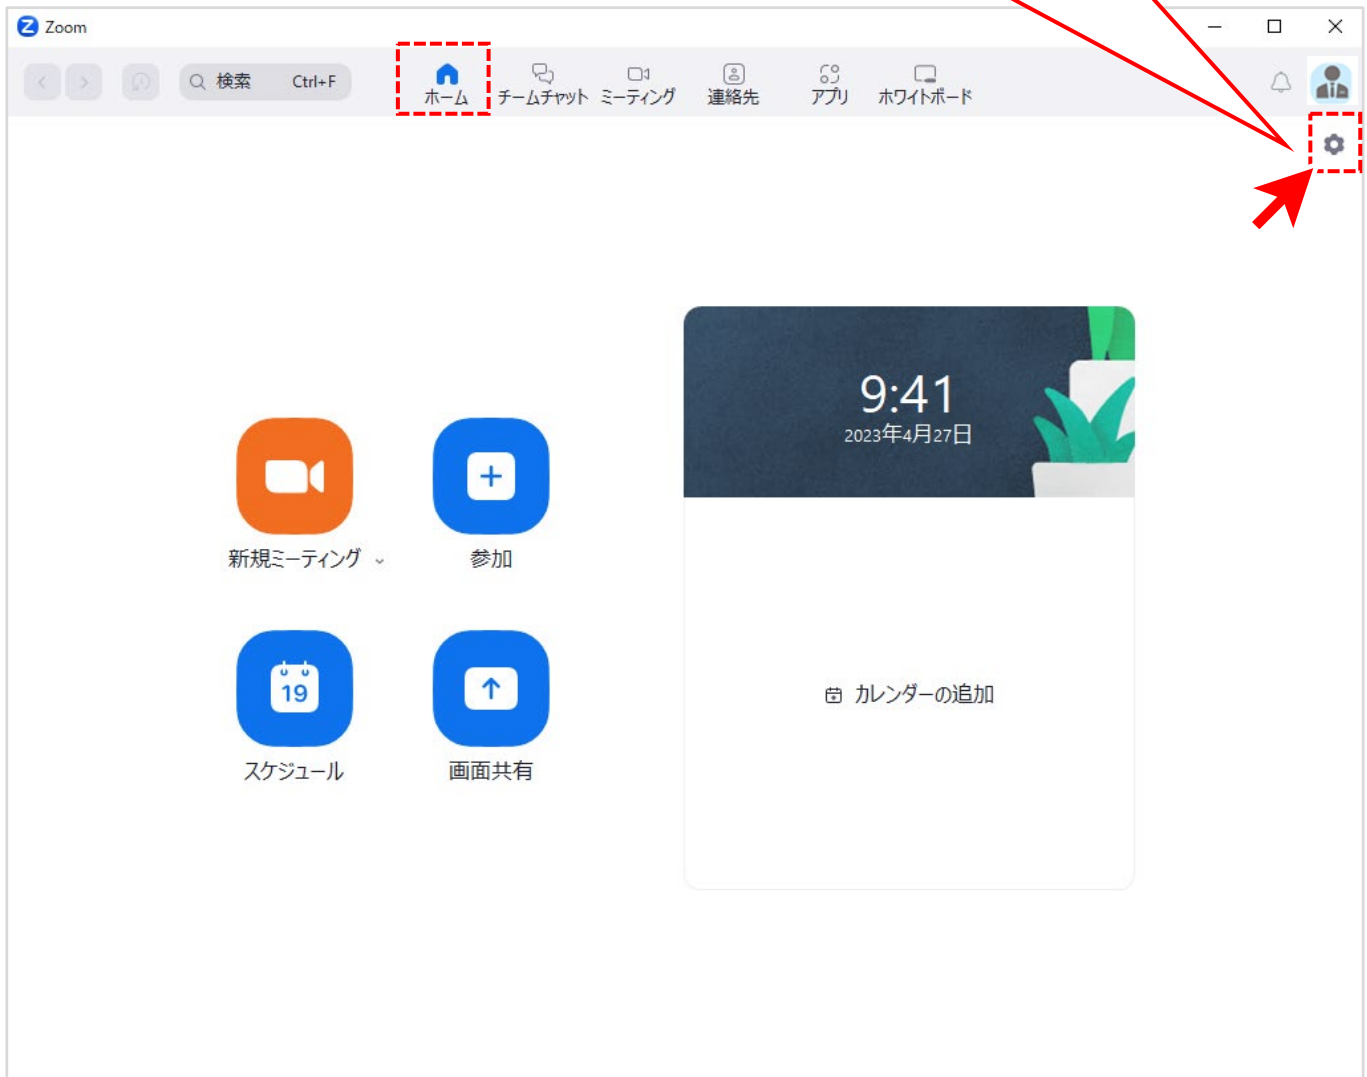 Zoom
検索 Ctrl+F
ホーム チームチャット ミーティング 連絡先 アプリ ホワイトボード
9:41
2023年4月27日
新規ミーティング 参加
19
スケジュール 画面共有
カレンダーの追加